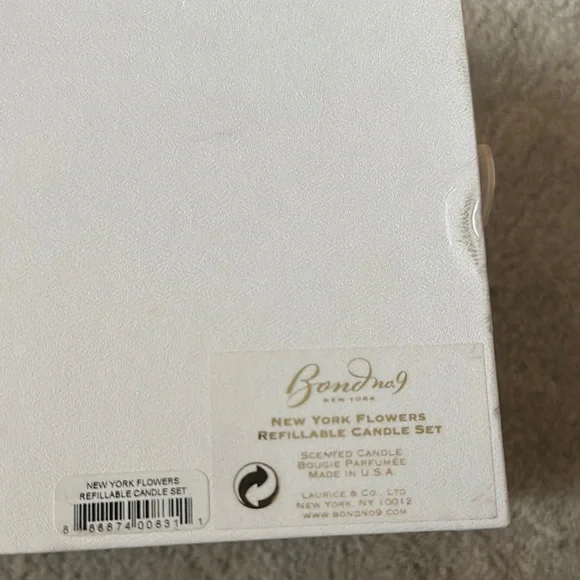 Bond no.9
NEW YORK
NEW YORK FLOWERS
REFILLABLE CANDLE SET
SCENTED CANDLE
BOUGIE PARFUMÉE
MADE IN U.S.A.
LAURICE & CO., LTD
NEW YORK, NY 10012
WWW.BONDNO9.COM
NEW YORK FLOWERS
REFILLABLE CANDLE SET
8 88874 00831 1